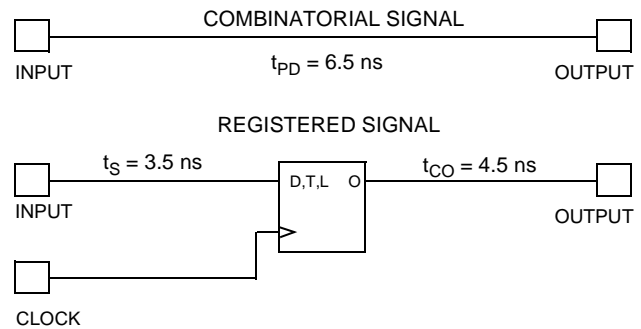 COMBINATORIAL SIGNAL
INPUT
tPD = 6.5 ns
OUTPUT
REGISTERED SIGNAL
tS = 3.5 ns
D,T,L O
tCO = 4.5 ns
INPUT
OUTPUT
CLOCK